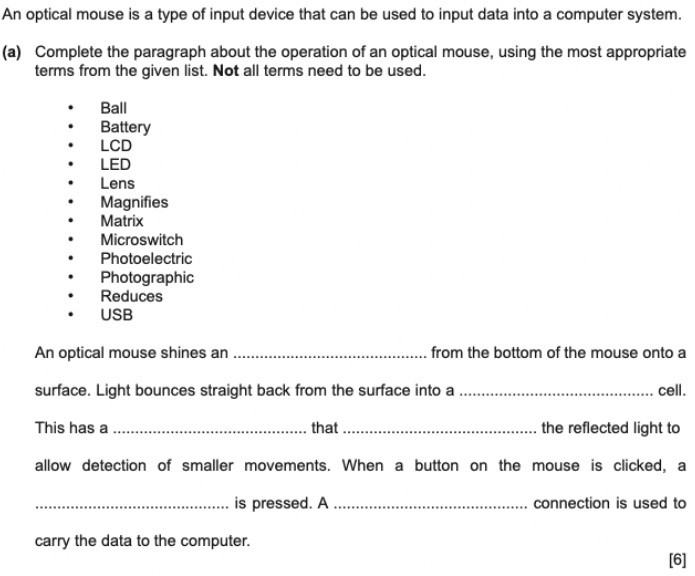 An optical mouse is a type of input device that can be used to input data into a computer system.
(a) Complete the paragraph about the operation of an optical mouse, using the most appropriate
terms from the given list. Not all terms need to be used.
• Ball
• Battery
• LCD
• LED
• Lens
• Magnifies
• Matrix
• Microswitch
• Photoelectric
• Photographic
• Reduces
• USB
An optical mouse shines an ............................................ from the bottom of the mouse onto a
surface. Light bounces straight back from the surface into a ............................................ cell.
This has a ............................................ that ............................................ the reflected light to
allow detection of smaller movements. When a button on the mouse is clicked, a
............................................ is pressed. A ............................................ connection is used to
carry the data to the computer.
[6]